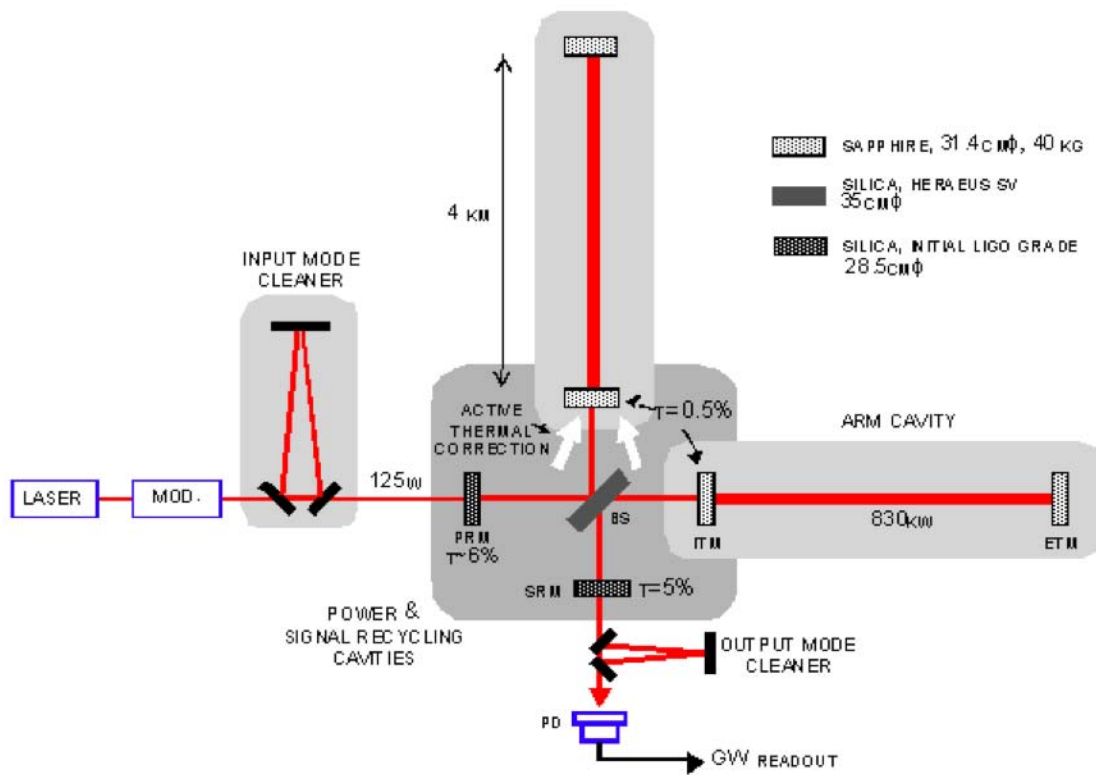 SAPPHIRE, 31.4CMϕ, 40 KG
SILICA, HERAEUS SV
35CMϕ
SILICA, INITIAL LIGO GRADE
28.5CMϕ
4 KM
INPUT MODE
CLEANER
ACTIVE
THERMAL
CORRECTION
T=0.5%
ARM CAVITY
LASER
MOD.
125W
PRM
T~6%
BS
ITM
830KW
ETM
SRM
T=5%
POWER &
SIGNAL RECYCLING
CAVITIES
OUTPUT MODE
CLEANER
PD
GW READOUT